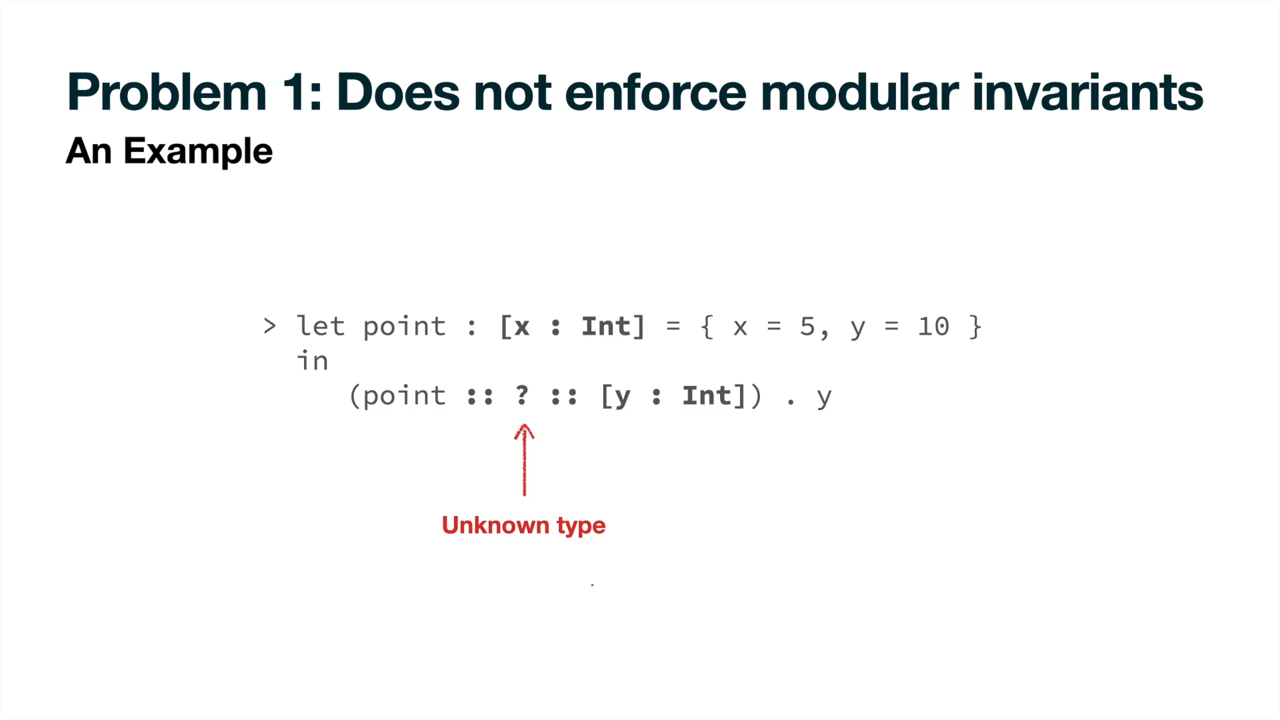 Problem 1: Does not enforce modular invariants
An Example
> let point : [x : Int] = { x = 5, y = 10 }
in
(point :: ? :: [y : Int]) . y
Unknown type